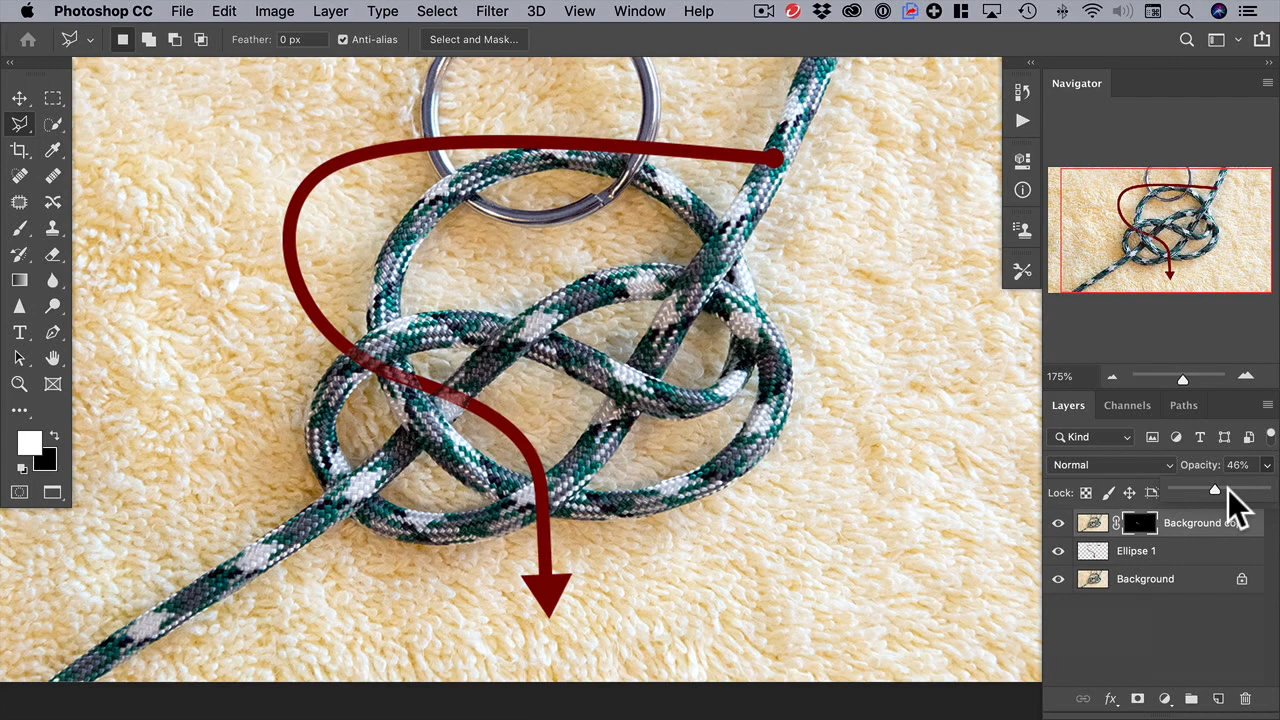 Photoshop CC File Edit Image Layer Type Select Filter 3D View Window Help
Feather: 0 px Anti-alias Select and Mask...
Navigator
175%
Layers Channels Paths
Kind
Normal Opacity: 46%
Lock:
Background
Ellipse 1
Background